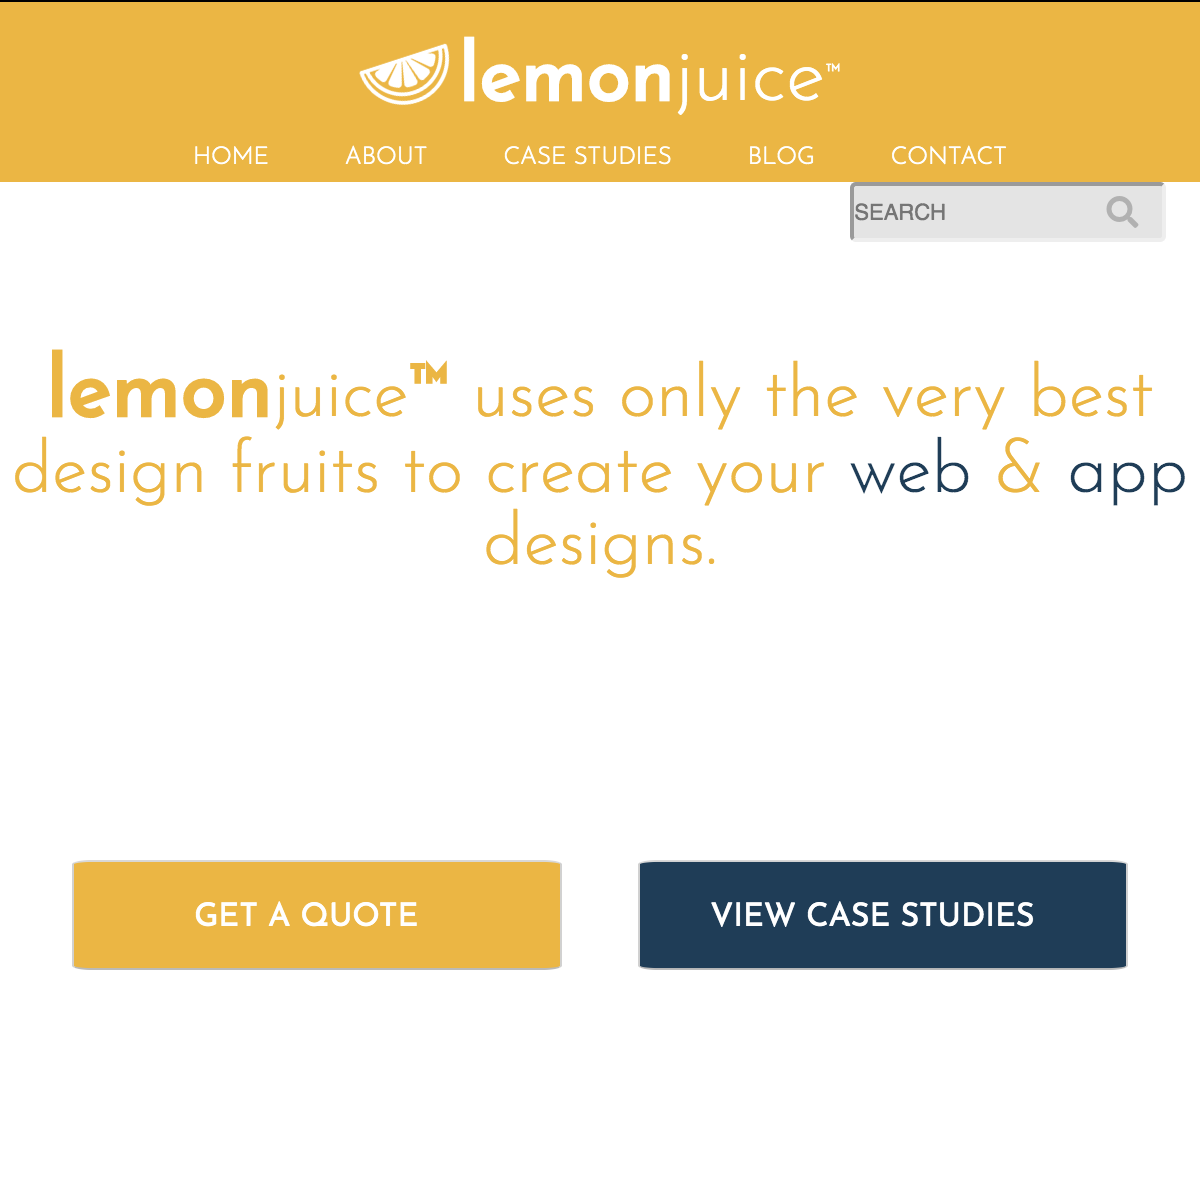 lemonjuice™
HOME ABOUT CASE STUDIES BLOG CONTACT
SEARCH
lemonjuice™ uses only the very best
design fruits to create your web & app
designs.
GET A QUOTE VIEW CASE STUDIES